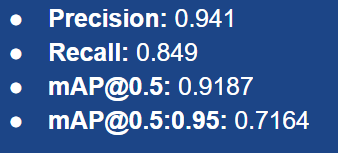 ● Precision: 0.941
● Recall: 0.849
● mAP@0.5: 0.9187
● mAP@0.5:0.95: 0.7164